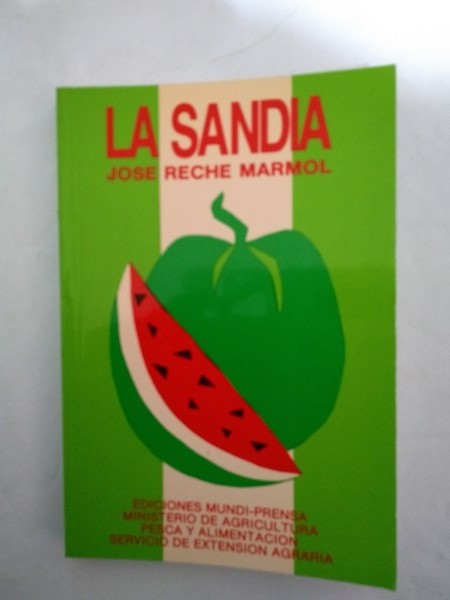 LA SANDIA
JOSE RECHE MARMOL
EDICIONES MUNDI-PRENSA
MINISTERIO DE AGRICULTURA
PESCA Y ALIMENTACION
SERVICIO DE EXTENSION AGRARIA